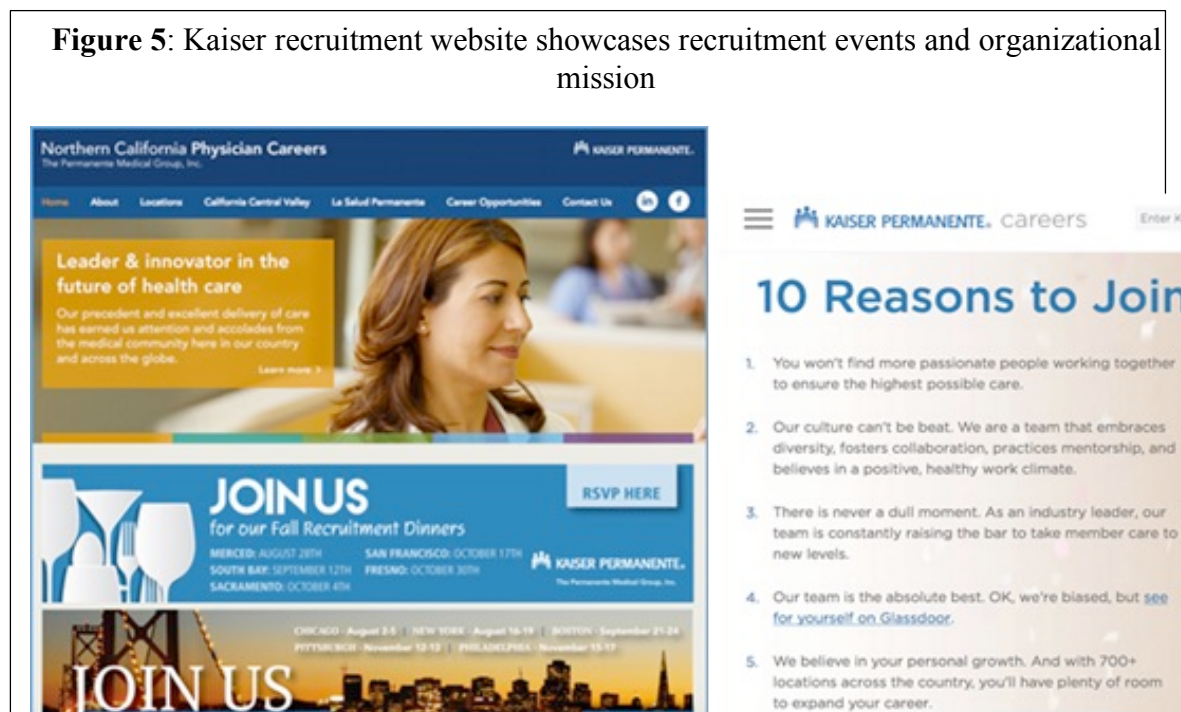 Figure 5: Kaiser recruitment website showcases recruitment events and organizational
mission
Northern California Physician Careers
The Permanente Medical Group, Inc.
KAISER PERMANENTE.
Home About Locations California Central Valley La Salud Permanente Career Opportunities Contact Us in f
Leader & innovator in the
future of health care
Our precedent and excellent delivery of care
has earned us attention and accolades from
the medical community here in our country
and across the globe.
Learn more >
JOIN US
RSVP HERE
for our Fall Recruitment Dinners
MERCED: AUGUST 28TH SAN FRANCISCO: OCTOBER 17TH
SOUTH BAY: SEPTEMBER 12TH FRESNO: OCTOBER 30TH
SACRAMENTO: OCTOBER 4TH
KAISER PERMANENTE.
The Permanente Medical Group, Inc.
CHICAGO - August 2-5 | NEW YORK - August 16-19 | BOSTON - September 21-24
PITTSBURGH - November 12-13 | PHILADELPHIA - November 15-17
JOIN US
KAISER PERMANENTE. careers
Enter
10 Reasons to Join
1. You won't find more passionate people working together
to ensure the highest possible care.
2. Our culture can't be beat. We are a team that embraces
diversity, fosters collaboration, practices mentorship, and
believes in a positive, healthy work climate.
3. There is never a dull moment. As an industry leader, our
team is constantly raising the bar to take member care to
new levels.
4. Our team is the absolute best. OK, we're biased, but see
for yourself on Glassdoor.
5. We believe in your personal growth. And with 700+
locations across the country, you'll have plenty of room
to expand your career.